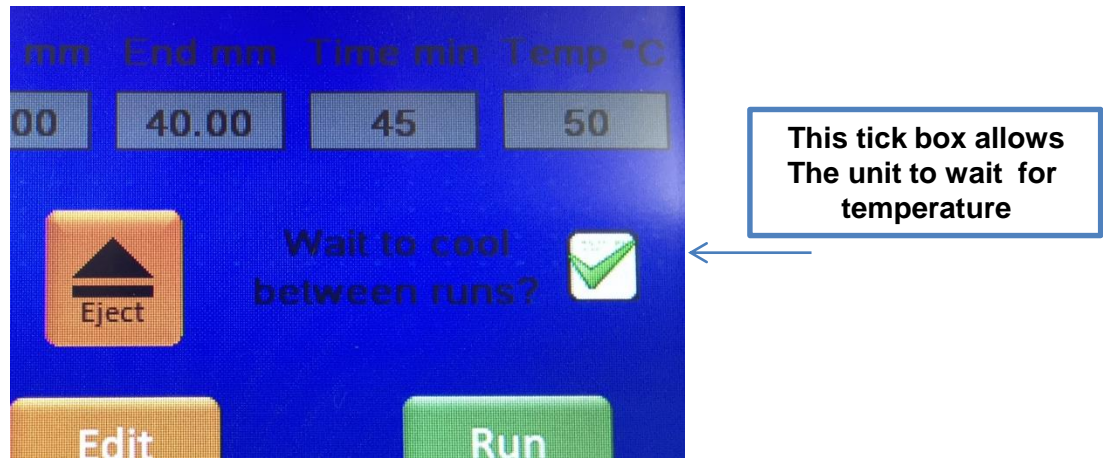 mm End mm Time min Temp °C
00 40.00 45 50
Wait to cool
between runs?
Eject
Edit Run
This tick box allows
The unit to wait for
temperature